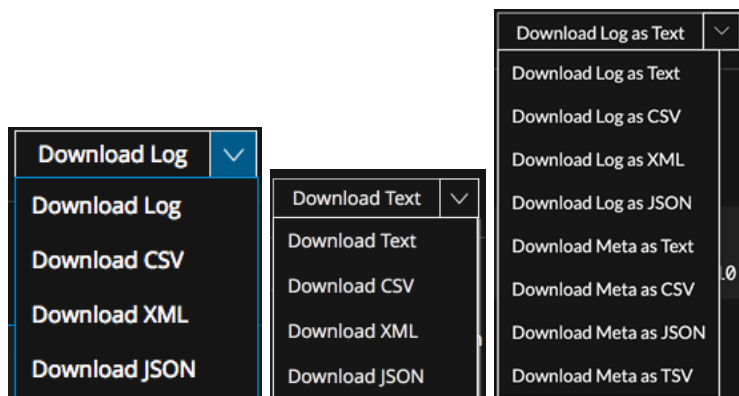 Download Log
Download Log
Download CSV
Download XML
Download JSON
Download Text
Download Text
Download CSV
Download XML
Download JSON
Download Log as Text
Download Log as Text
Download Log as CSV
Download Log as XML
Download Log as JSON
Download Meta as Text
Download Meta as CSV
Download Meta as JSON
Download Meta as TSV